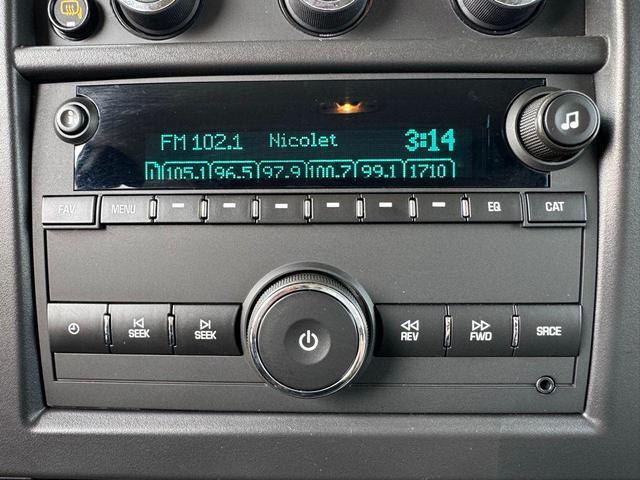 FM 102.1 Nicolet 3:14
105.1 96.5 97.9 100.7 99.1 1710
FAV MENU EQ CAT
SEEK SEEK REV FWD SRCE